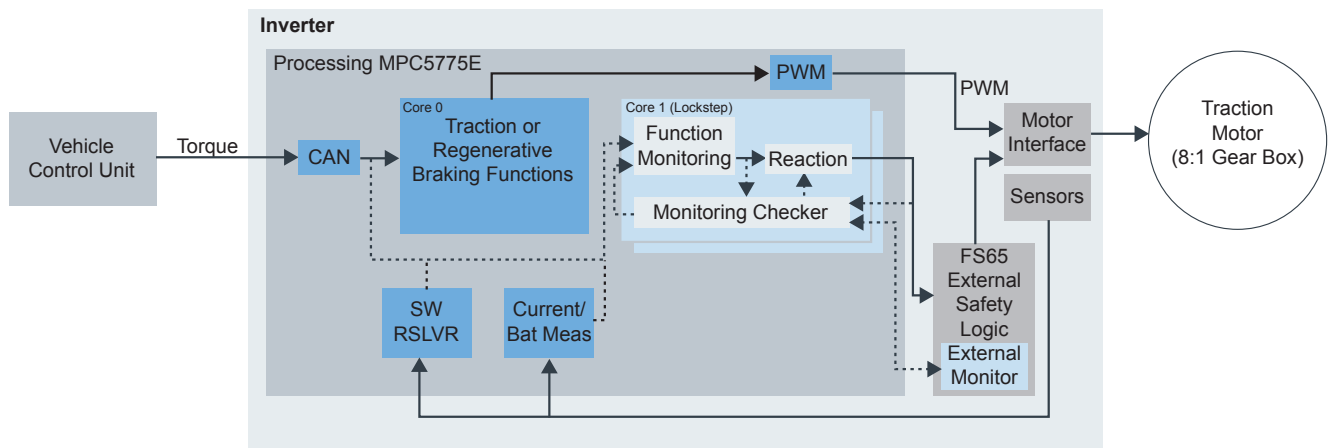 Inverter
Processing MPC5775E
PWM
PWM
Core 0
Traction or
Regenerative
Braking Functions
Core 1 (Lockstep)
Function
Monitoring
Reaction
Monitoring Checker
Vehicle
Control Unit
Torque
CAN
Motor
Interface
Sensors
Traction
Motor
(8:1 Gear Box)
SW
RSLVR
Current/
Bat Meas
FS65
External
Safety
Logic
External
Monitor